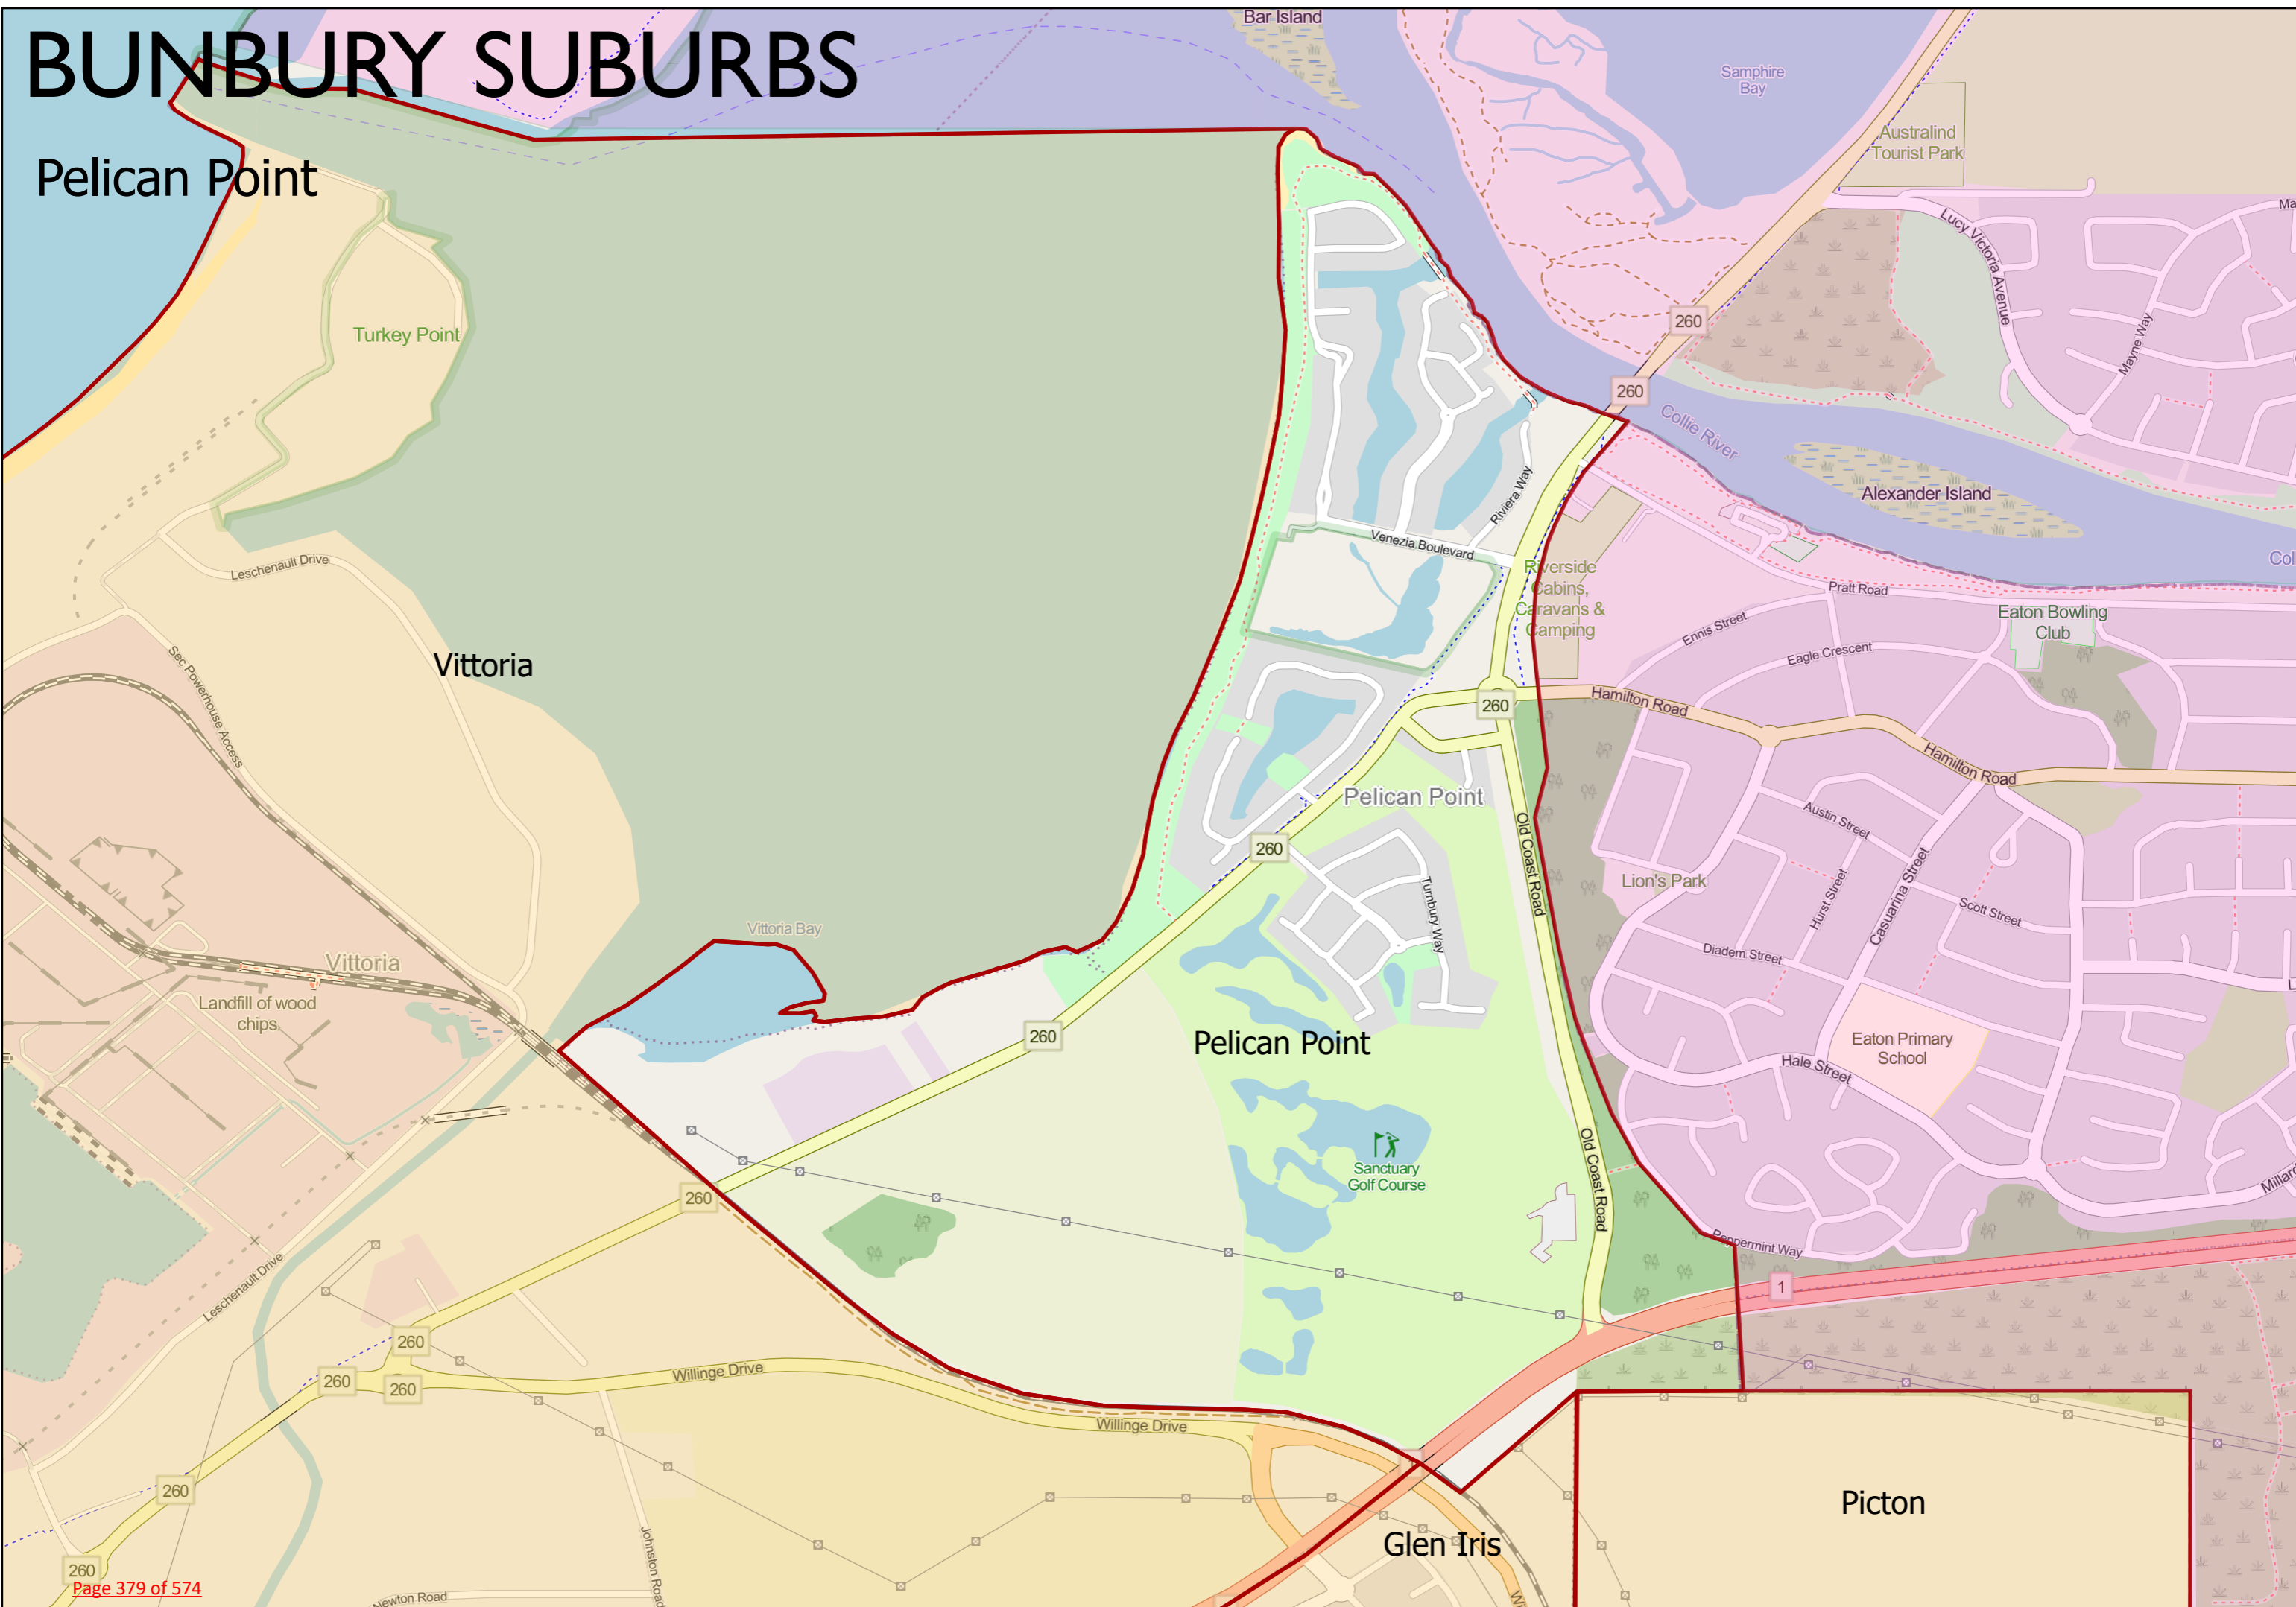 BUNBURY SUBURBS
Pelican Point
Bar Island
Samphire
Bay
Australind
Tourist Park
Lucy Victoria Avenue
Mayne Way
Turkey Point
260
260
Collie River
Alexander Island
Riviera Way
Venezia Boulevard
Leschenault Drive
Riverside
Cabins,
Caravans &
Camping
Pratt Road
Ennis Street
Eaton Bowling
Club
Eagle Crescent
Vittoria
Sec Powerhouse Access
260
Hamilton Road
Hamilton Road
Pelican Point
Austin Street
Old Coast Road
260
Lion's Park
Turnbury Way
Hurst Street
Casuarina Street
Scott Street
Vittoria Bay
Diadem Street
Vittoria
Landfill of wood
chips
260
Pelican Point
Eaton Primary
School
Hale Street
Sanctuary
Golf Course
Old Coast Road
260
Peppermint Way
Leschenault Drive
1
260
260
260
Willinge Drive
Willinge Drive
260
Picton
Glen Iris
Johnston Road
260
Page 379 of 574
Newton Road